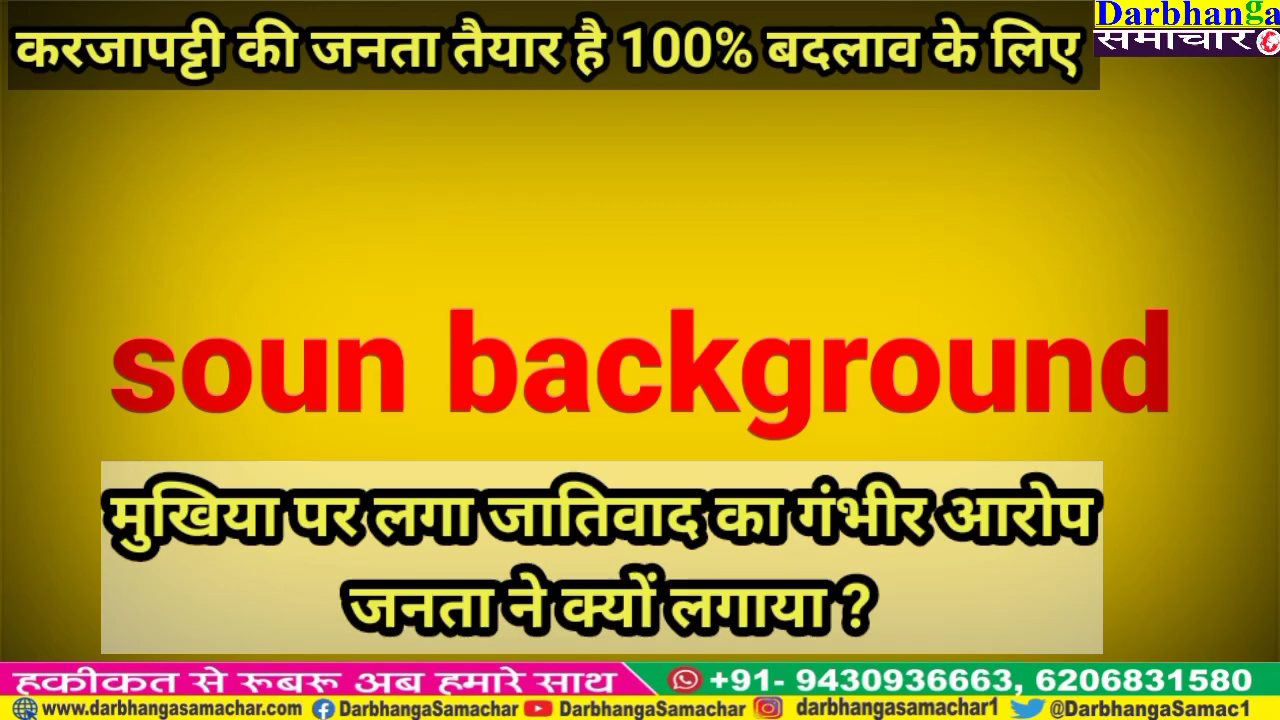 करजापट्टी की जनता तैयार है 100% बदलाव के लिए
Darbhanga
समाचार
soun background
मुखिया पर लगा जातिवाद का गंभीर आरोप
जनता ने क्यों लगाया ?
हकीकत से रूबरू अब हमारे साथ
+91- 9430936663, 6206831580
www.darbhangasamachar.com DarbhangaSamachar DarbhangaSamachar darbhangasamachar1 @DarbhangaSamac1